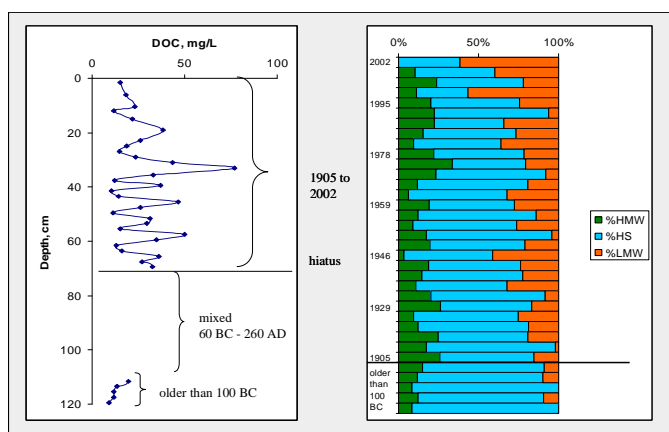 DOC, mg/L
0 50 100
0
20
40
60
80
100
120
Depth, cm
1905 to
2002
hiatus
mixed
60 BC - 260 AD
older than 100 BC
0% 50% 100%
2002
1995
1978
1959
1946
1929
1905
older
than
100
BC
%HMW
%HS
%LMW